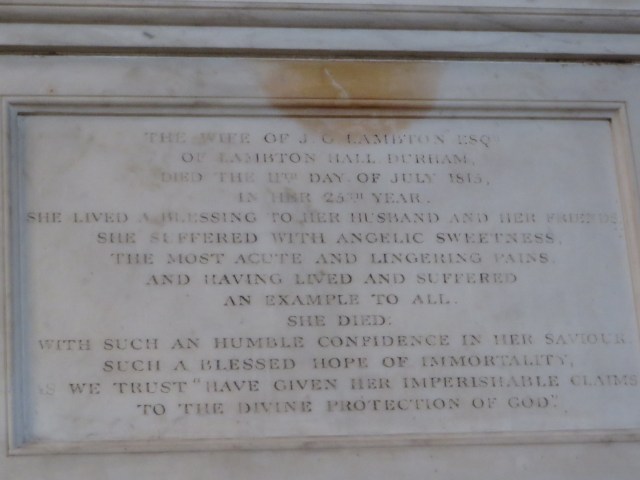 THE WIFE OF J. G. LAMBTON ESQR
OF LAMBTON HALL, DURHAM,
DIED THE 11TH DAY OF JULY 1815,
IN HER 25TH YEAR.
SHE LIVED A BLESSING TO HER HUSBAND AND HER FRIENDS,
SHE SUFFERED WITH ANGELIC SWEETNESS,
THE MOST ACUTE AND LINGERING PAINS,
AND HAVING LIVED AND SUFFERED
AN EXAMPLE TO ALL.
SHE DIED:
WITH SUCH AN HUMBLE CONFIDENCE IN HER SAVIOUR,
SUCH A BLESSED HOPE OF IMMORTALITY,
AS WE TRUST "HAVE GIVEN HER IMPERISHABLE CLAIMS
TO THE DIVINE PROTECTION OF GOD".